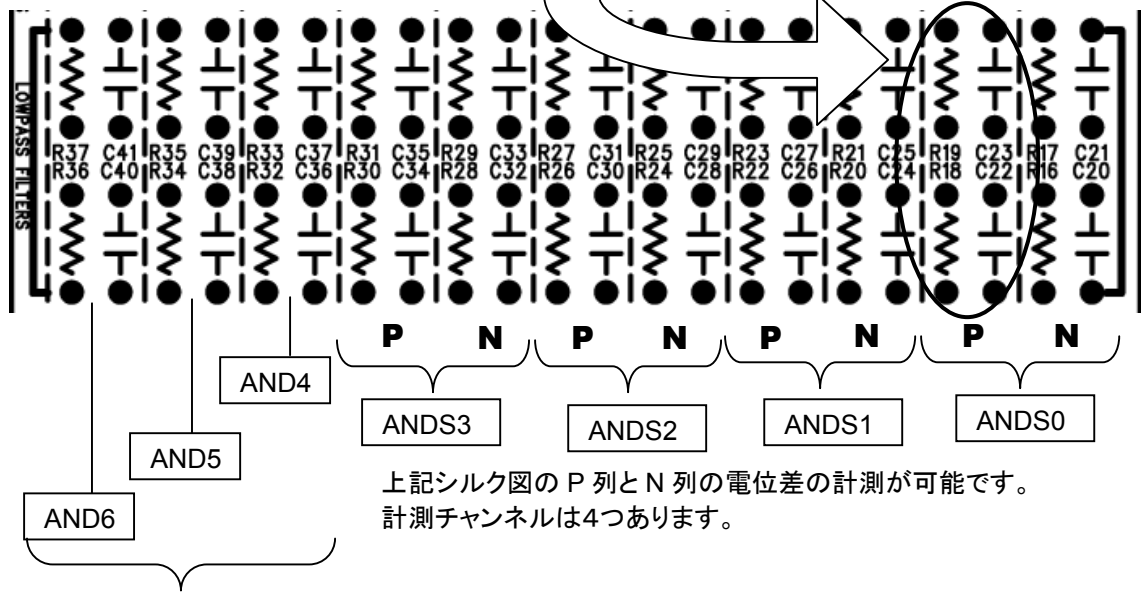 LOWPASS FILTERS
R37 C41 R35 C39 R33 C37 R31 C35 R29 C33 R27 C31 R25 C29 R23 C27 R21 C25 R19 C23 R17 C21
R36 C40 R34 C38 R32 C36 R30 C34 R28 C32 R26 C30 R24 C28 R22 C26 R20 C24 R18 C22 R16 C20
P N P N P N P N
AND4
ANDS3 ANDS2 ANDS1 ANDS0
AND5
上記シルク図の P 列と N 列の電位差の計測が可能です。
AND6
計測チャンネルは4つあります。